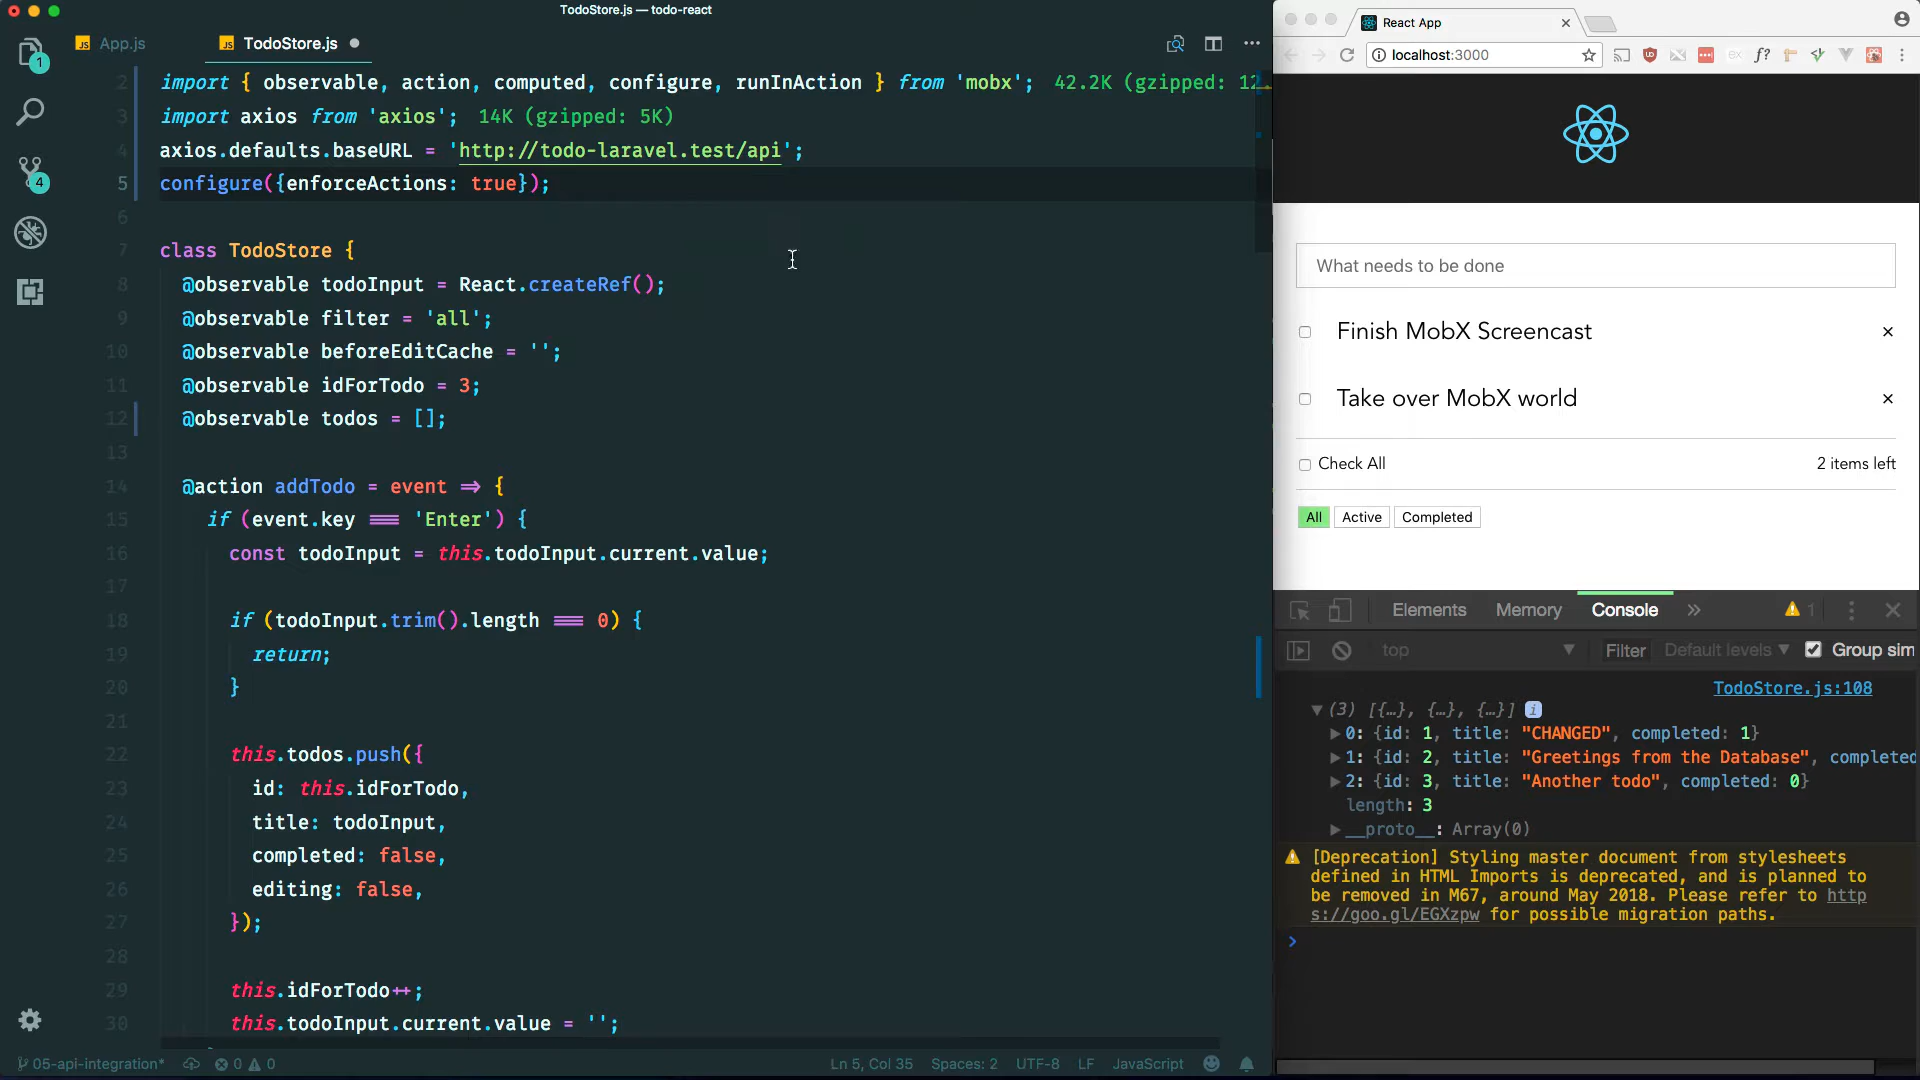 TodoStore.js — todo-react
App.js
TodoStore.js
2 import { observable, action, computed, configure, runInAction } from 'mobx'; 42.2K (gzipped: 12
3 import axios from 'axios'; 14K (gzipped: 5K)
4 axios.defaults.baseURL = 'http://todo-laravel.test/api';
5 configure({enforceActions: true});
6
7 class TodoStore {
8 @observable todoInput = React.createRef();
9 @observable filter = 'all';
10 @observable beforeEditCache = '';
11 @observable idForTodo = 3;
12 @observable todos = [];
13
14 @action addTodo = event => {
15 if (event.key === 'Enter') {
16 const todoInput = this.todoInput.current.value;
17
18 if (todoInput.trim().length === 0) {
19 return;
20 }
21
22 this.todos.push({
23 id: this.idForTodo,
24 title: todoInput,
25 completed: false,
26 editing: false,
27 });
28
29 this.idForTodo++;
30 this.todoInput.current.value = '';
1
4
05-api-integration* 0 0 Ln 5, Col 35 Spaces: 2 UTF-8 LF JavaScript
React App
localhost:3000
What needs to be done
Finish MobX Screencast ×
Take over MobX world ×
Check All 2 items left
All Active Completed
Elements Memory Console » 1
top Filter Default levels Group sim
TodoStore.js:108
(3) [{…}, {…}, {…}] i
0: {id: 1, title: "CHANGED", completed: 1}
1: {id: 2, title: "Greetings from the Database", completed
2: {id: 3, title: "Another todo", completed: 0}
length: 3
__proto__: Array(0)
[Deprecation] Styling master document from stylesheets
defined in HTML Imports is deprecated, and is planned to
be removed in M67, around May 2018. Please refer to http
s://goo.gl/EGXzpw for possible migration paths.